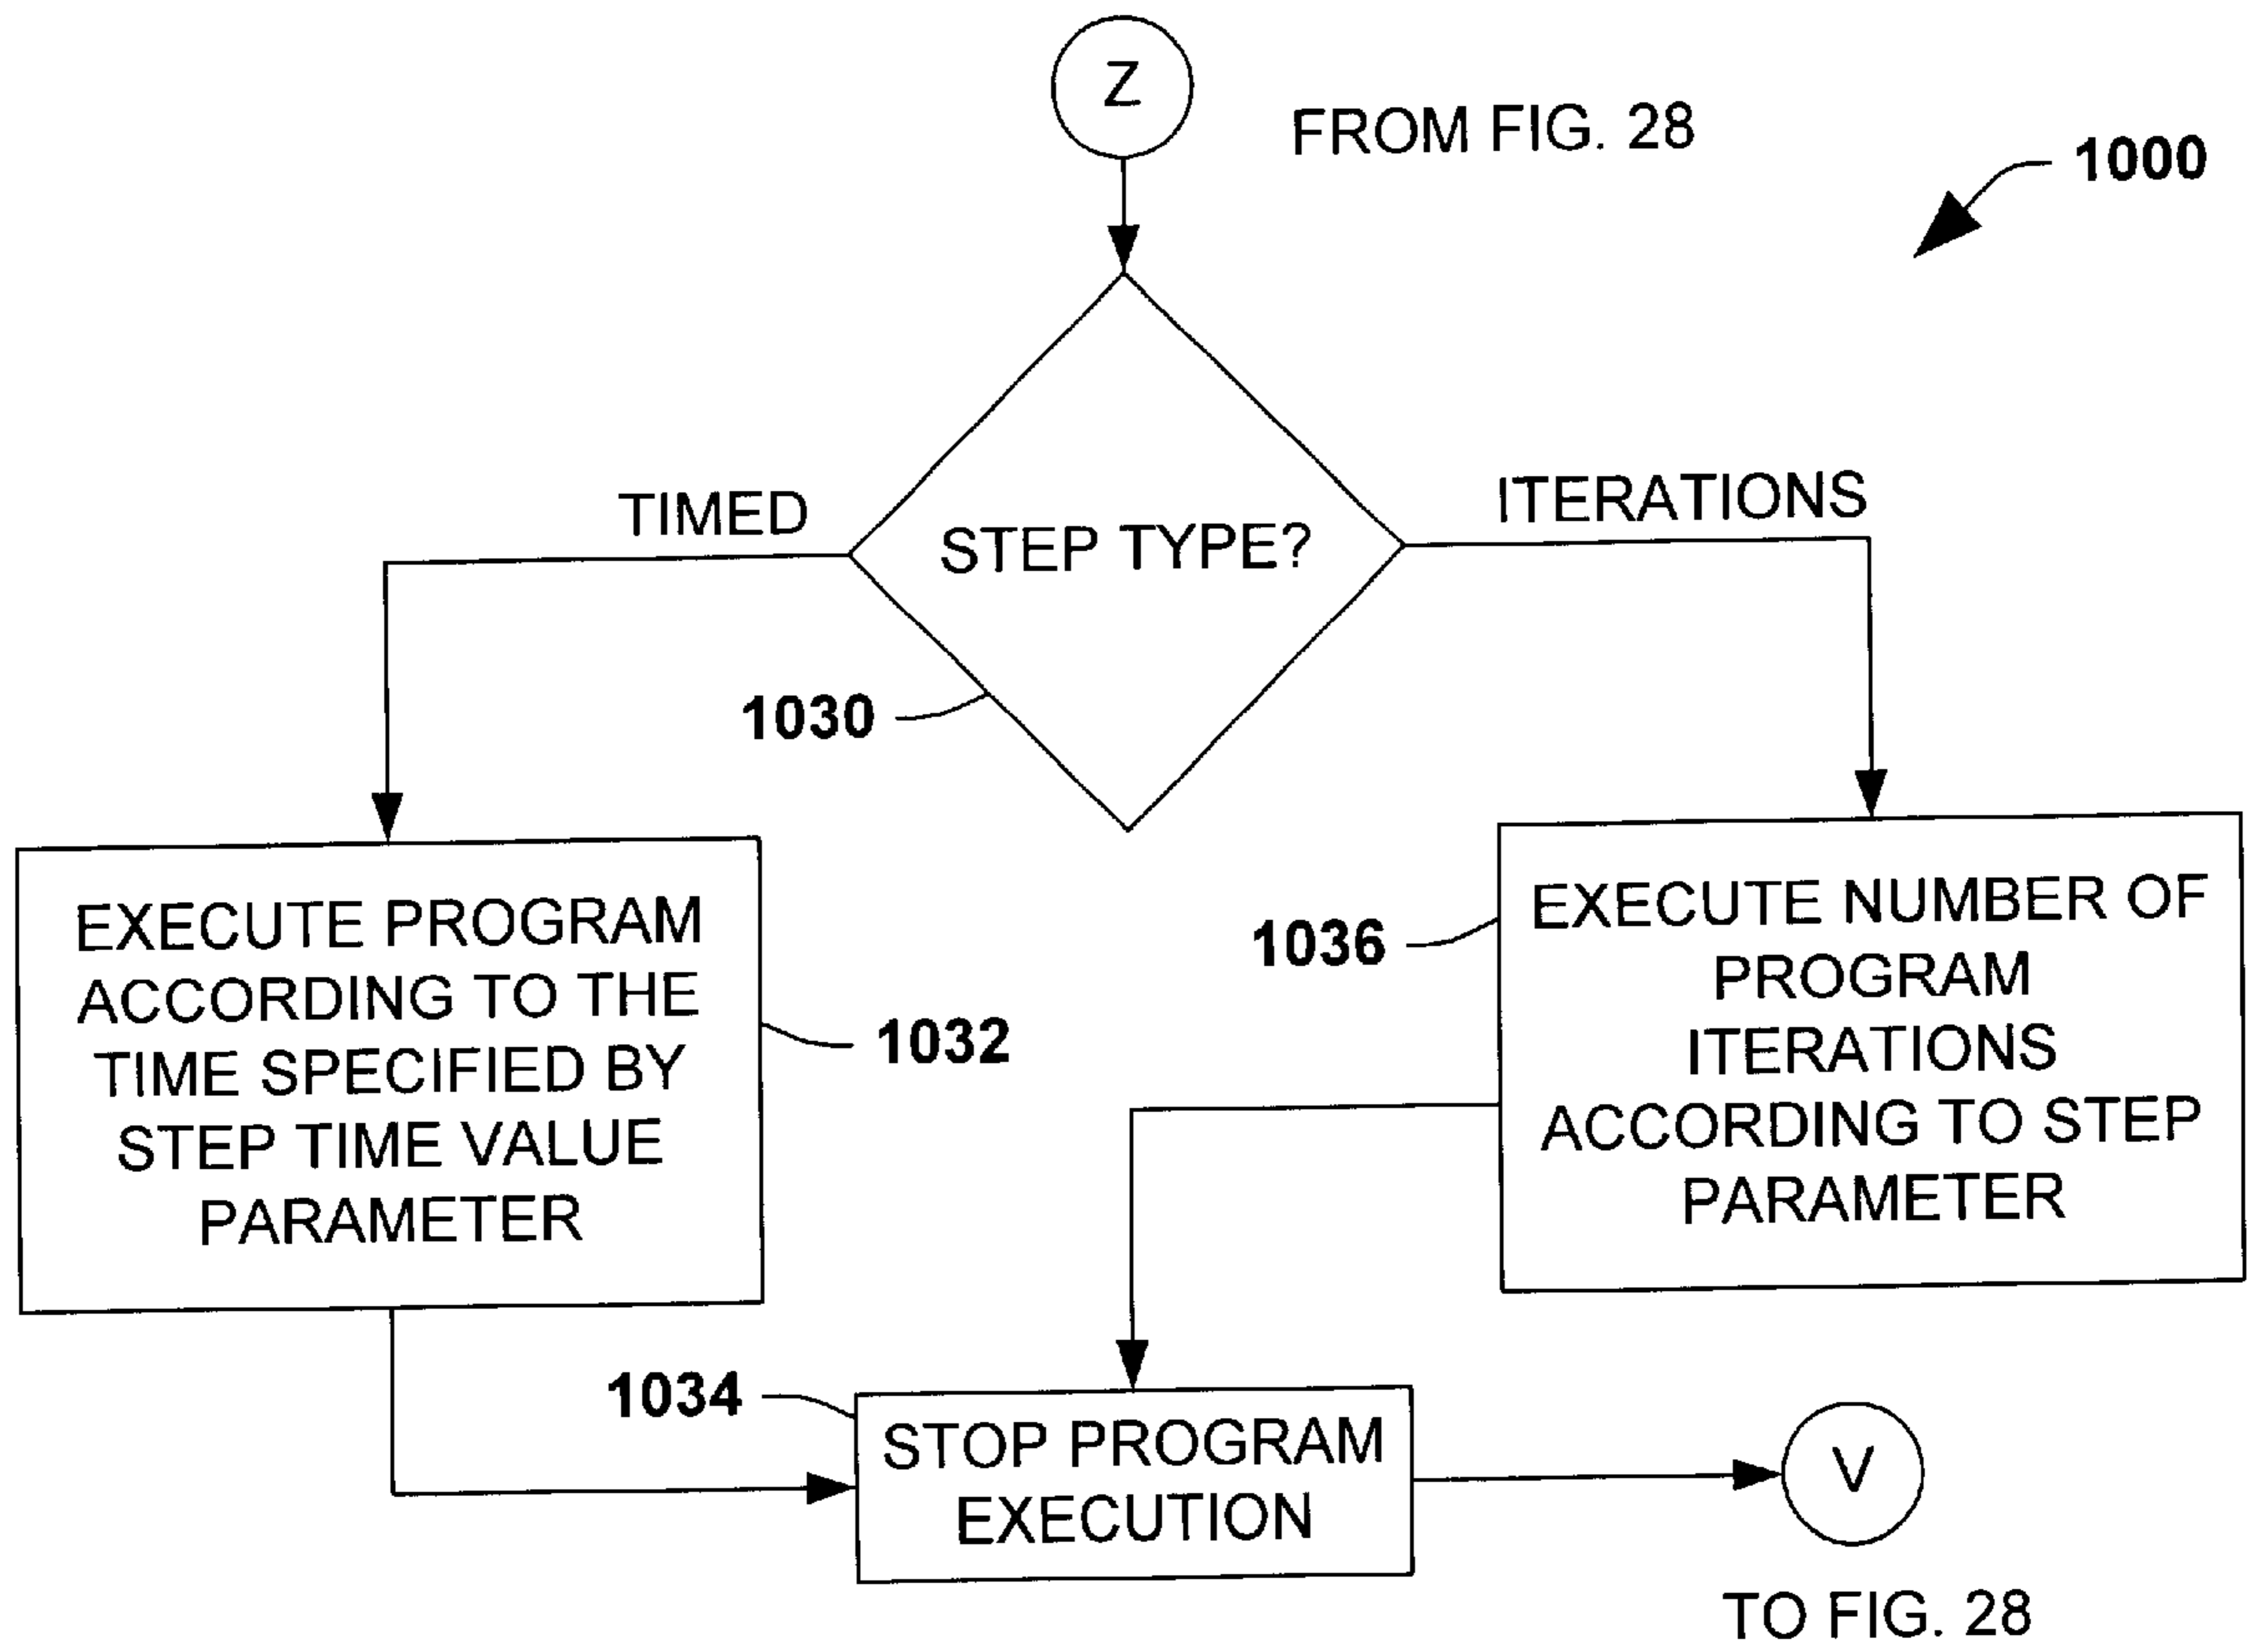 Z
FROM FIG. 28
1000
TIMED
ITERATIONS
STEP TYPE?
1030
EXECUTE PROGRAM
ACCORDING TO THE
TIME SPECIFIED BY
STEP TIME VALUE
PARAMETER
1032
1036
EXECUTE NUMBER OF
PROGRAM
ITERATIONS
ACCORDING TO STEP
PARAMETER
1034
STOP PROGRAM
EXECUTION
V
TO FIG. 28